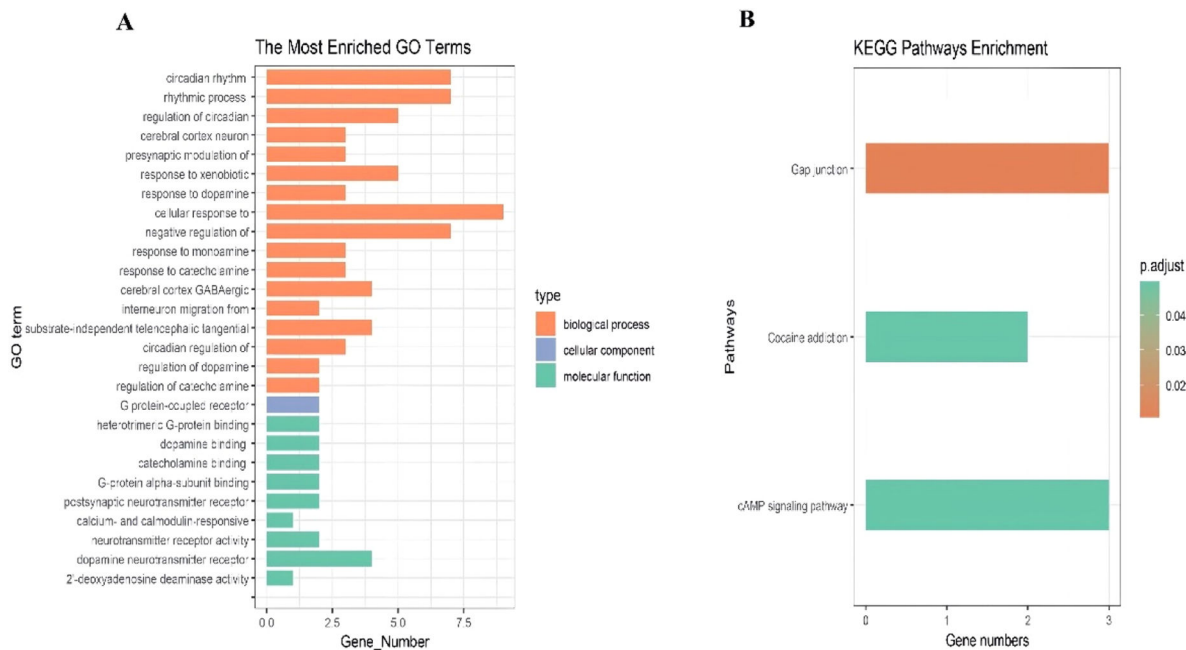 A
The Most Enriched GO Terms
GO term
circadian rhythm
rhythmic process
regulation of circadian
cerebral cortex neuron
presynaptic modulation of
response to xenobiotic
response to dopamine
cellular response to
negative regulation of
response to monoamine
response to catecholamine
cerebral cortex GABAergic
interneuron migration from
substrate-independent telencephalic tangential
circadian regulation of
regulation of dopamine
regulation of catecholamine
G protein-coupled receptor
heterotrimeric G-protein binding
dopamine binding
catecholamine binding
G-protein alpha-subunit binding
postsynaptic neurotransmitter receptor
calcium- and calmodulin-responsive
neurotransmitter receptor activity
dopamine neurotransmitter receptor
2'-deoxyadenosine deaminase activity
0.0 2.5 5.0 7.5
Gene_Number
type
biological process
cellular component
molecular function
B
KEGG Pathways Enrichment
Pathways
Gap junction
Cocaine addiction
cAMP signaling pathway
0 1 2 3
Gene numbers
p.adjust
0.04
0.03
0.02